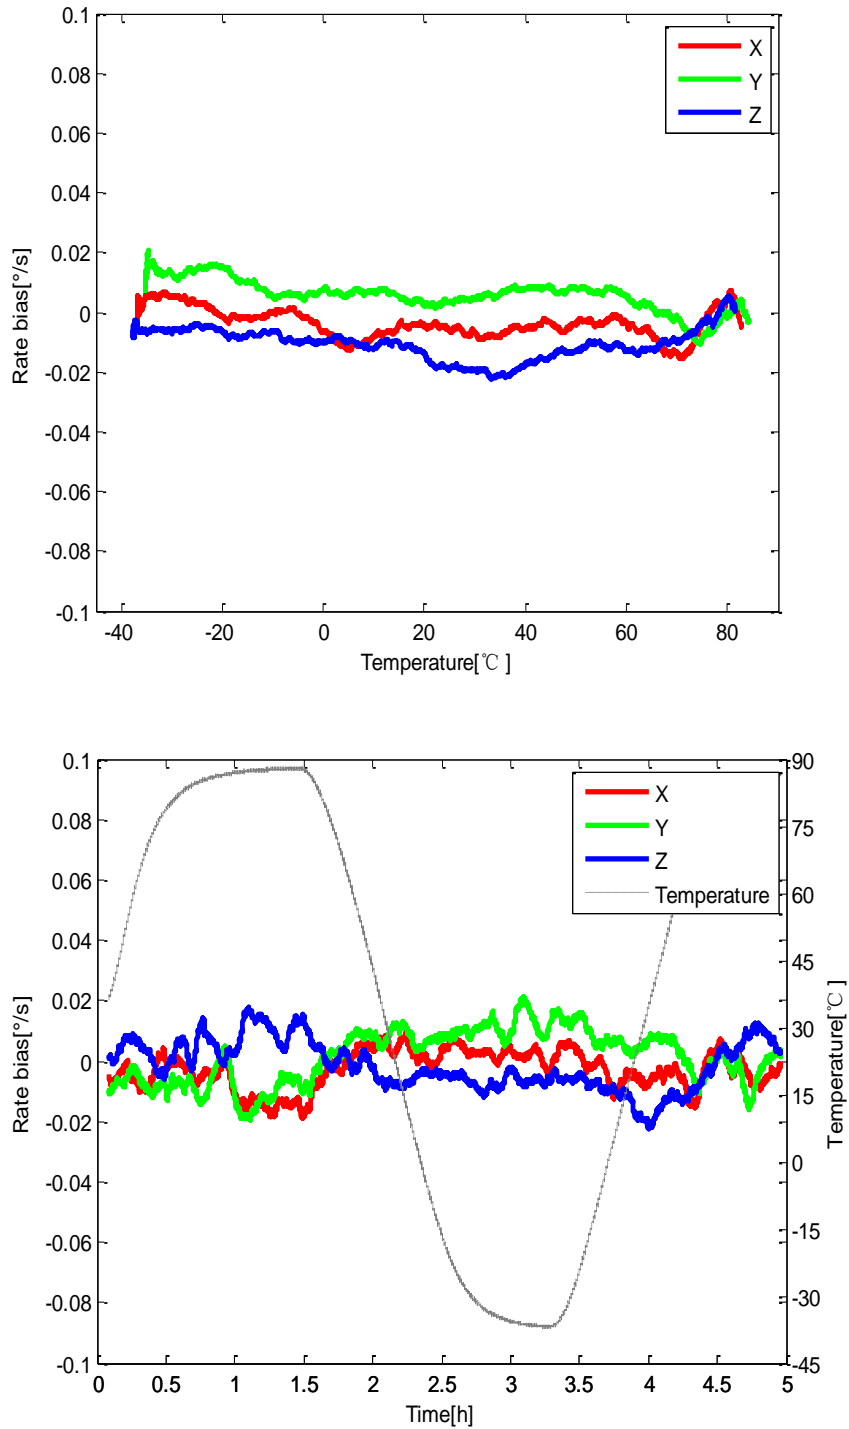 0.1
0.08
0.06
0.04
0.02
0
-0.02
-0.04
-0.06
-0.08
-0.1
Rate bias[°/s]
X
Y
Z
-40 -20 0 20 40 60 80
Temperature[℃]
0.1
0.08
0.06
0.04
0.02
0
-0.02
-0.04
-0.06
-0.08
-0.1
Rate bias[°/s]
X
Y
Z
Temperature
90
75
60
45
30
15
0
-15
-30
-45
Temperature[℃]
0 0.5 1 1.5 2 2.5 3 3.5 4 4.5 5
Time[h]